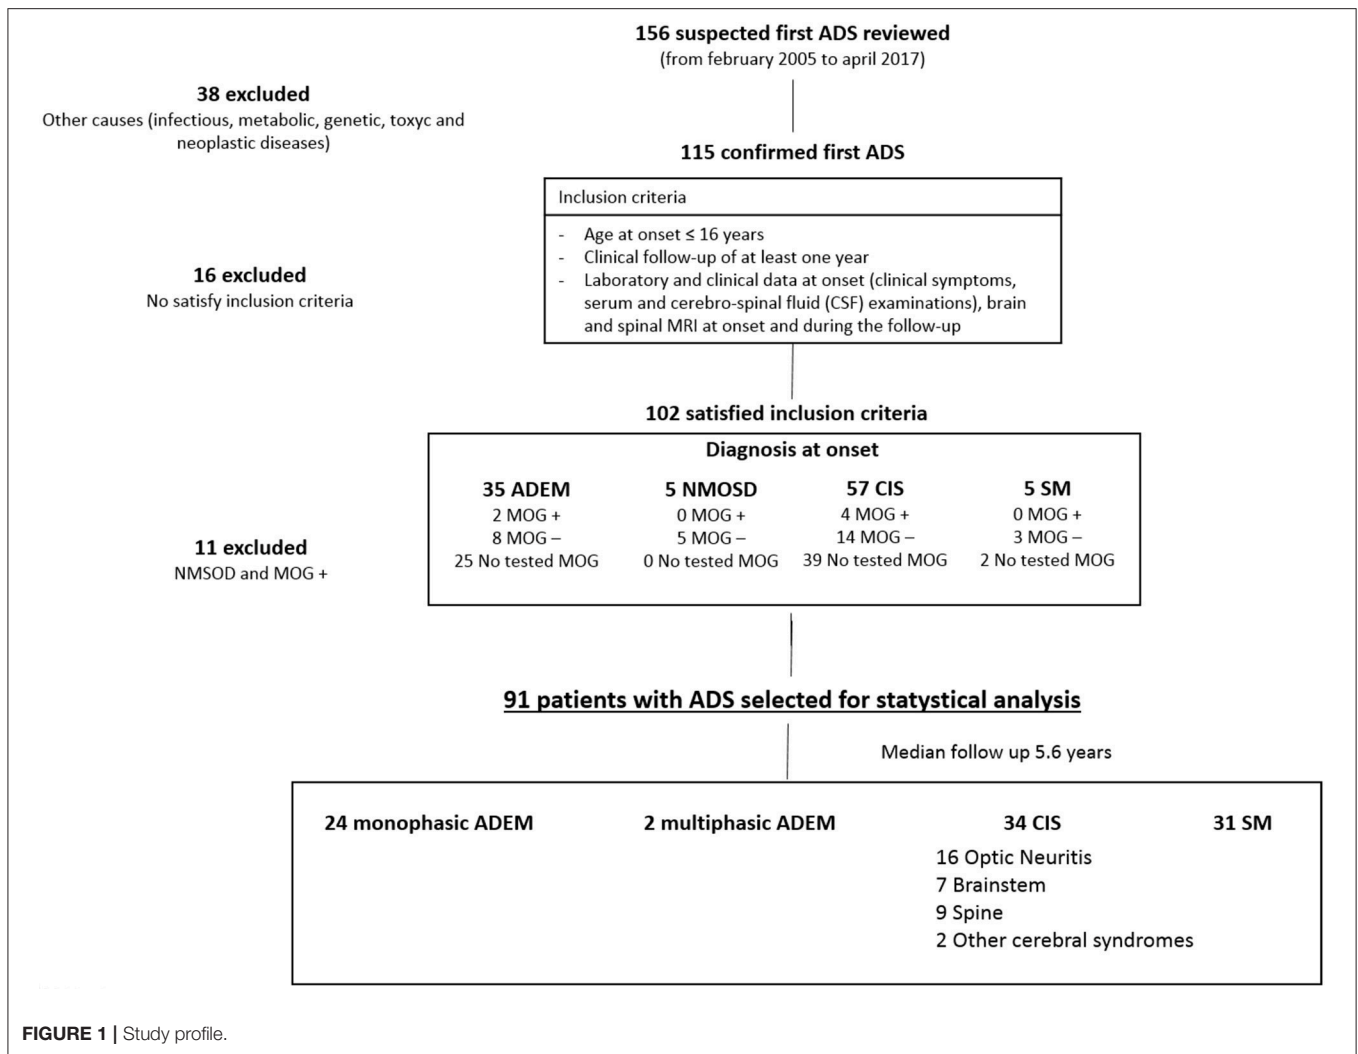 156 suspected first ADS reviewed
(from february 2005 to april 2017)
38 excluded
Other causes (infectious, metabolic, genetic, toxyc and
neoplastic diseases)
115 confirmed first ADS
Inclusion criteria
- Age at onset ≤ 16 years
- Clinical follow-up of at least one year
- Laboratory and clinical data at onset (clinical symptoms,
serum and cerebro-spinal fluid (CSF) examinations), brain
and spinal MRI at onset and during the follow-up
16 excluded
No satisfy inclusion criteria
102 satisfied inclusion criteria
Diagnosis at onset
35 ADEM 5 NMOSD 57 CIS 5 SM
2 MOG + 0 MOG + 4 MOG + 0 MOG +
8 MOG – 5 MOG – 14 MOG – 3 MOG –
25 No tested MOG 0 No tested MOG 39 No tested MOG 2 No tested MOG
11 excluded
NMSOD and MOG +
91 patients with ADS selected for statystical analysis
Median follow up 5.6 years
24 monophasic ADEM 2 multiphasic ADEM 34 CIS 31 SM
16 Optic Neuritis
7 Brainstem
9 Spine
2 Other cerebral syndromes
FIGURE 1 | Study profile.